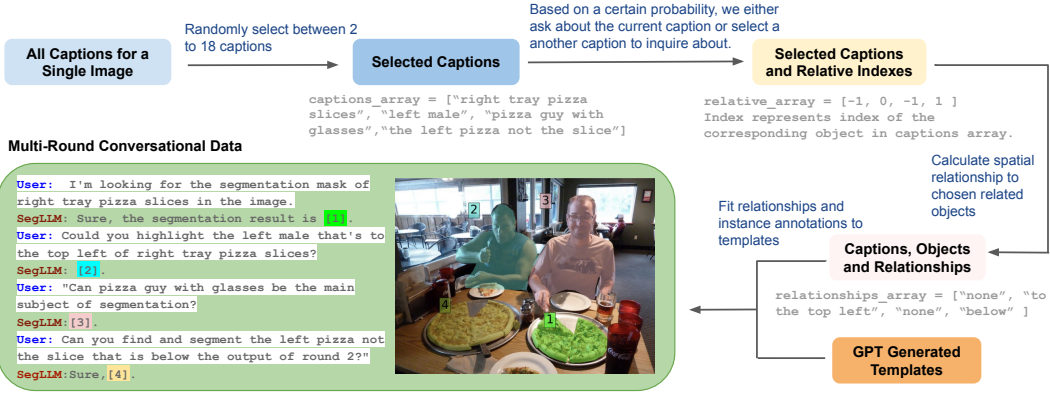 All Captions for a
Single Image
Randomly select between 2
to 18 captions
Selected Captions
Based on a certain probability, we either
ask about the current caption or select a
another caption to inquire about.
Selected Captions
and Relative Indexes
captions_array = [“right tray pizza
slices”, “left male”, “pizza guy with
glasses”,“the left pizza not the slice”]
relative_array = [-1, 0, -1, 1 ]
Index represents index of the
corresponding object in captions array.
Calculate spatial
relationship to
chosen related
objects
Captions, Objects
and Relationships
relationships_array = [“none”, “to
the top left”, “none”, “below” ]
GPT Generated
Templates
Fit relationships and
instance annotations to
templates
Multi-Round Conversational Data
User: I'm looking for the segmentation mask of
right tray pizza slices in the image.
SegLLM: Sure, the segmentation result is [1].
User: Could you highlight the left male that's to
the top left of right tray pizza slices?
SegLLM: [2].
User: "Can pizza guy with glasses be the main
subject of segmentation?
SegLLM:[3].
User: Can you find and segment the left pizza not
the slice that is below the output of round 2?"
SegLLM:Sure,[4].
2
3
4
1